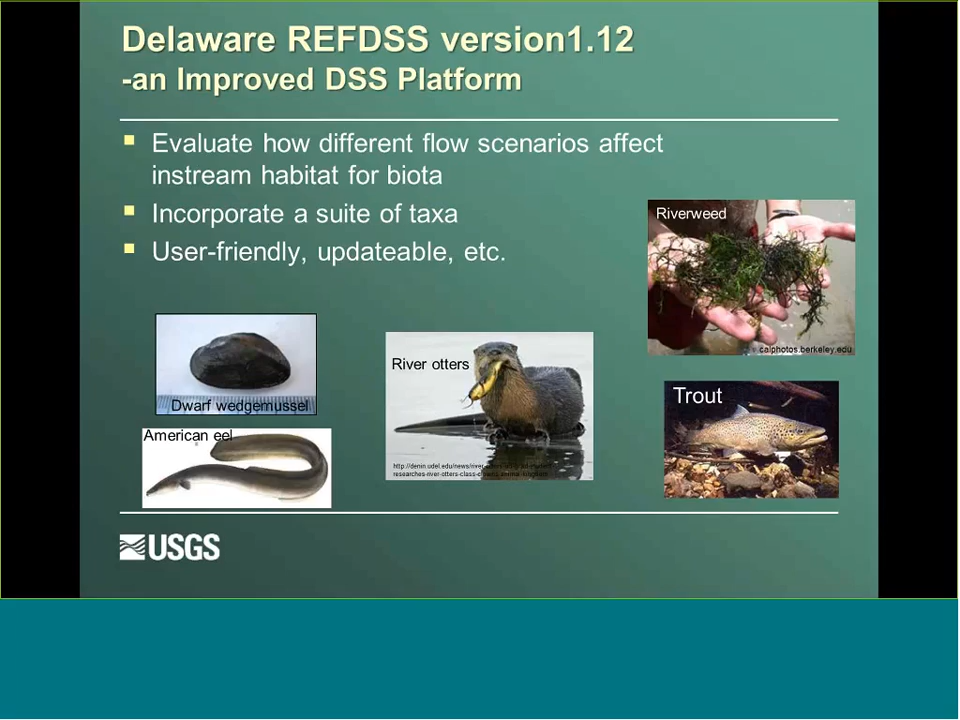 Delaware REFDSS version1.12
-an Improved DSS Platform
Evaluate how different flow scenarios affect
instream habitat for biota
Incorporate a suite of taxa
User-friendly, updateable, etc.
Riverweed
calphotos.berkeley.edu
Dwarf wedgemussel
River otters
Trout
American eel
USGS